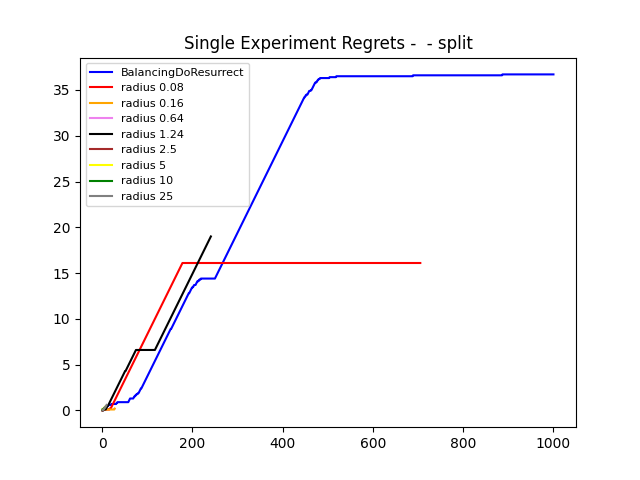 Single Experiment Regrets -  - split
BalancingDoResurrect
radius 0.08
radius 0.16
radius 0.64
radius 1.24
radius 2.5
radius 5
radius 10
radius 25
35
30
25
20
15
10
5
0
0 200 400 600 800 1000